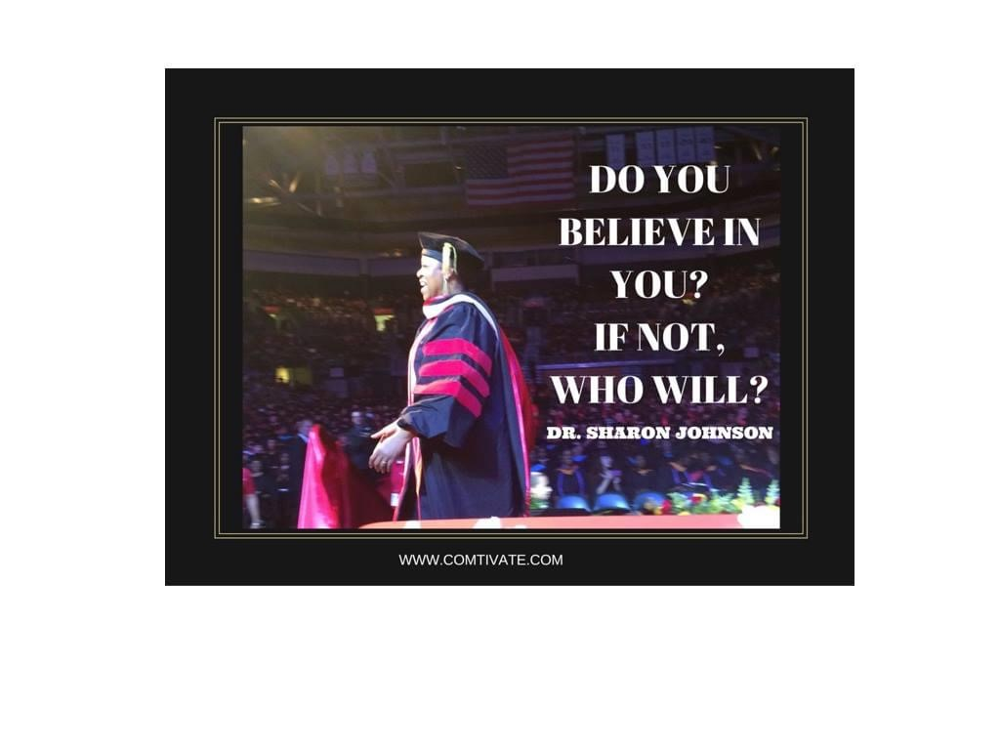 DO YOU
BELIEVE IN
YOU?
IF NOT,
WHO WILL?
DR. SHARON JOHNSON
WWW.COMTIVATE.COM